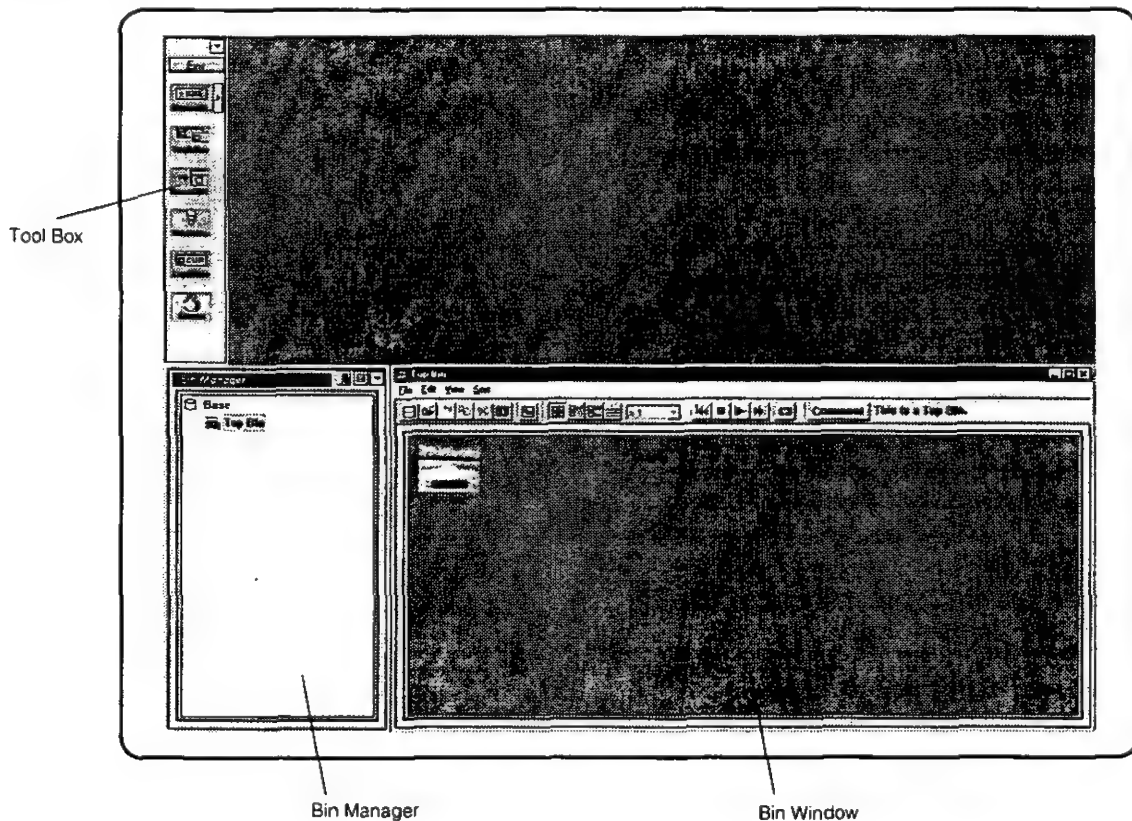 Tool Box
Bin Manager
Base
Top Bin
Top Bin
File Edit View
Comment This is a Top Bin.
Bin Manager
Bin Window